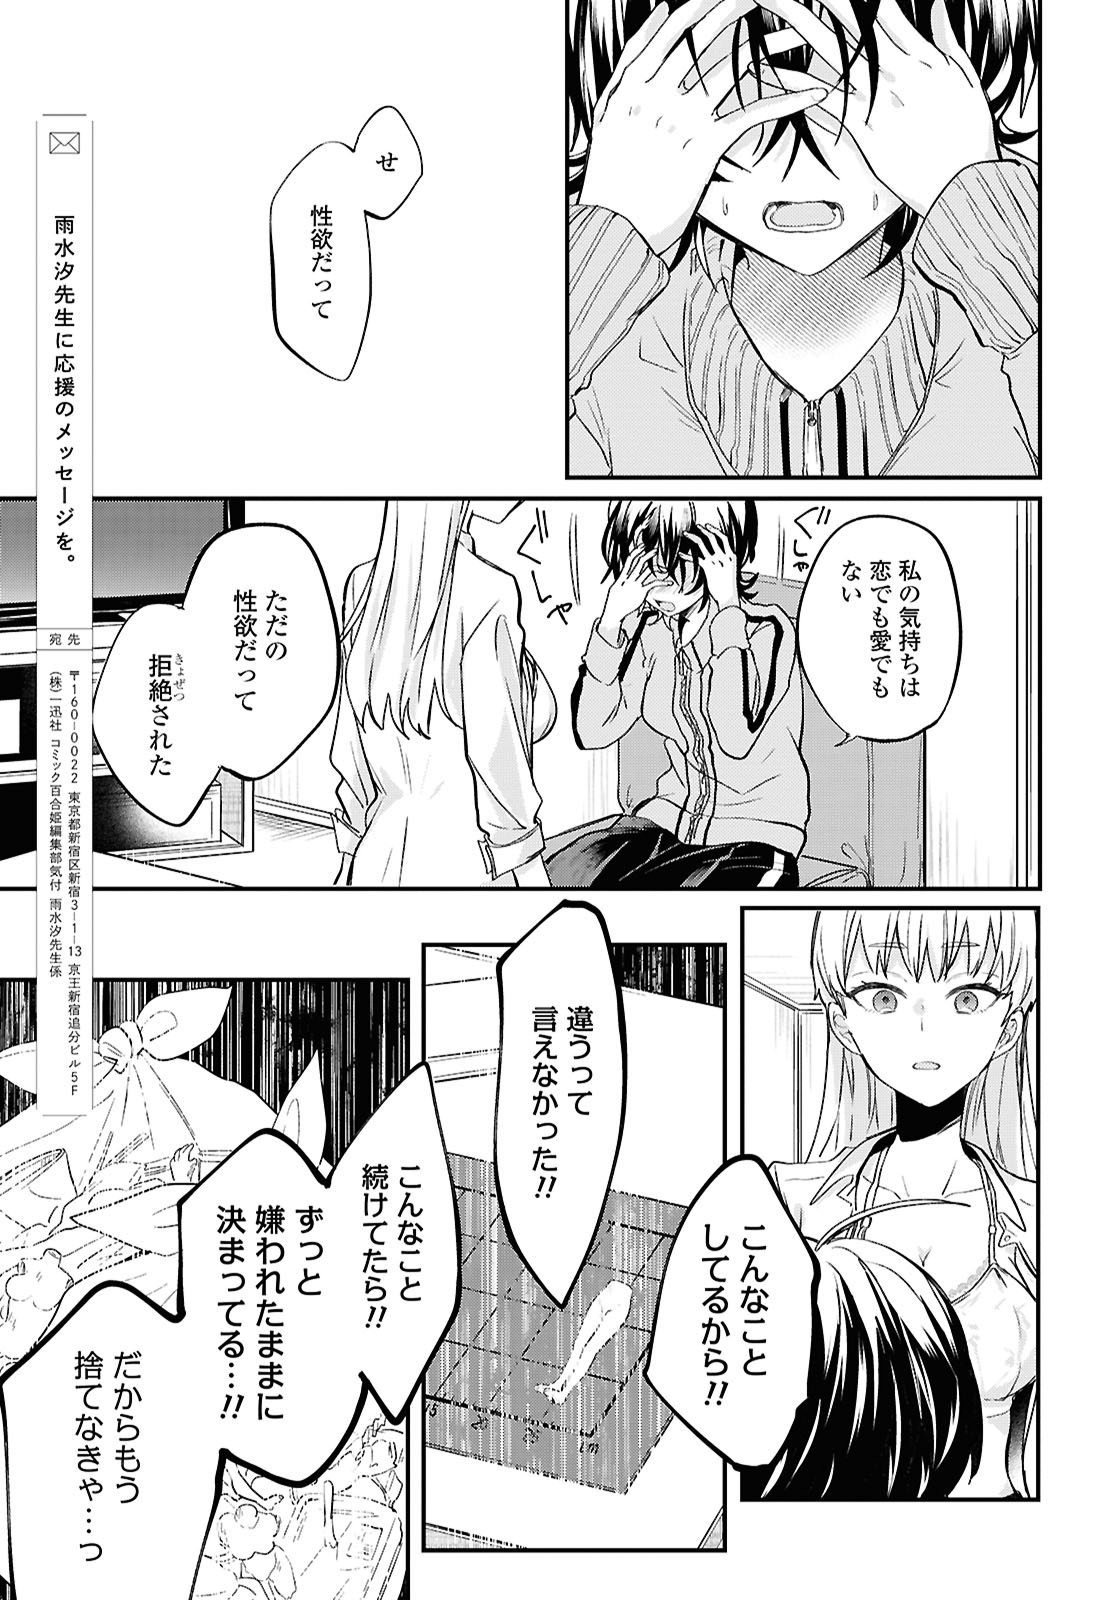 せ
性欲だって
私の気持ちは
恋でも愛でも
ない
くしゃ
くしゃ
ただの
性欲だって
拒絶された
きょぜつ
こんなこと
してるから!!
違うって
言えなかった!!
15
20
25
cm
こんなこと
続けてたら!!
ずっと
嫌われたままに
決まってる…!!
だからもう
捨てなきゃ…っ
雨水汐先生に応援のメッセージを。
宛先
〒160-0022 東京都新宿区新宿3-1-13 京王新宿追分ビル5F
(株)一迅社 コミック百合姫編集部気付 雨水汐先生係